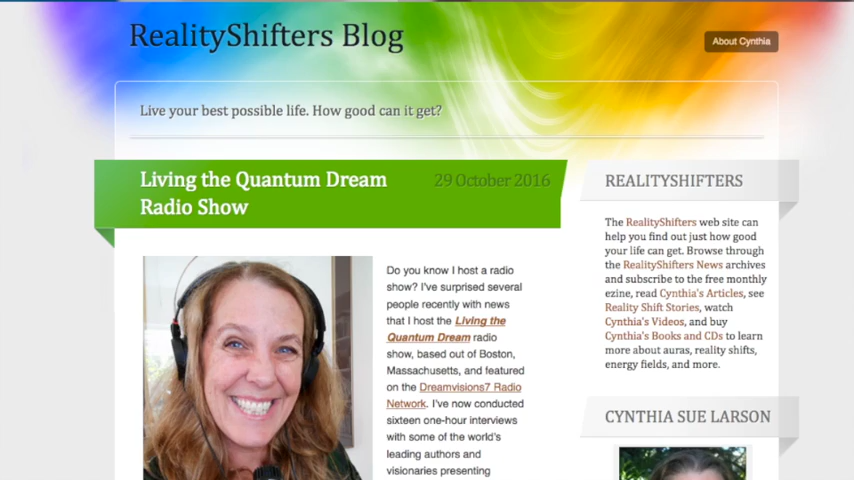 RealityShifters Blog
About Cynthia
Live your best possible life. How good can it get?
Living the Quantum Dream
Radio Show
29 October 2016
Do you know I host a radio
show? I've surprised several
people recently with news
that I host the Living the
Quantum Dream radio
show, based out of Boston,
Massachusetts, and featured
on the Dreamvisions7 Radio
Network. I've now conducted
sixteen one-hour interviews
with some of the world's
leading authors and
visionaries presenting
REALITYSHIFTERS
The RealityShifters web site can
help you find out just how good
your life can get. Browse through
the RealityShifters News archives
and subscribe to the free monthly
ezine, read Cynthia's Articles, see
Reality Shift Stories, watch
Cynthia's Videos, and buy
Cynthia's Books and CDs to learn
more about auras, reality shifts,
energy fields, and more.
CYNTHIA SUE LARSON